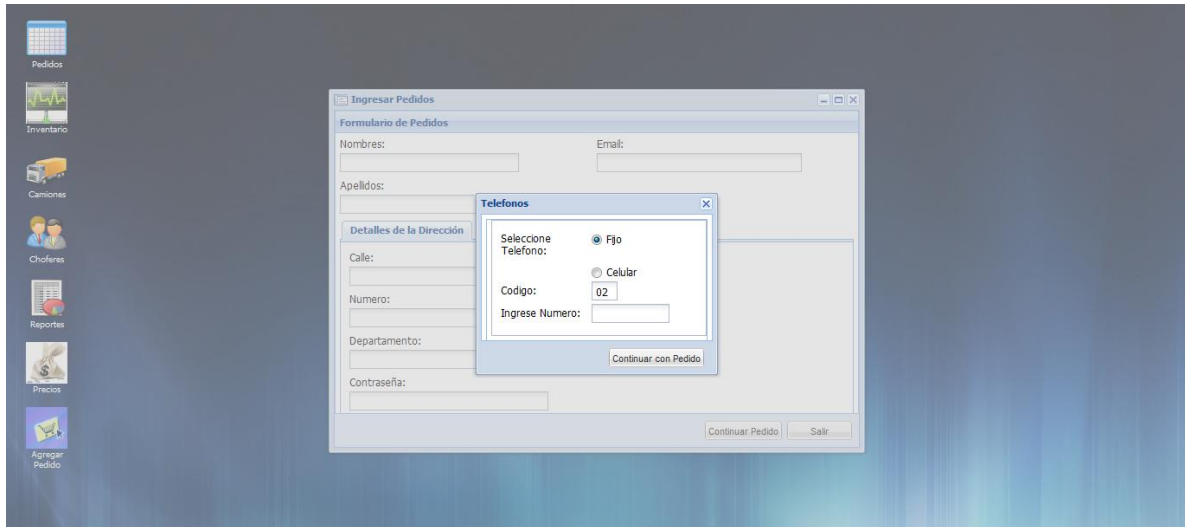 Pedidos
Inventario
Camiones
Choferes
Reportes
Precios
Agregar
Pedido
Ingresar Pedidos
Formulario de Pedidos
Nombres:
Email:
Apellidos:
Detalles de la Dirección
Calle:
Numero:
Departamento:
Contraseña:
Continuar Pedido
Salir
Telefonos
Seleccione
Telefono:
Fijo
Celular
Codigo:
02
Ingrese Numero:
Continuar con Pedido